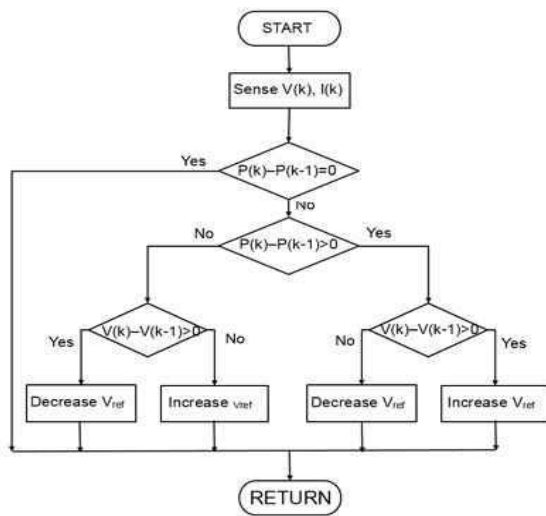 START
Sense V(k), I(k)
Yes
P(k)–P(k-1)=0
No
No
P(k)–P(k-1)>0
Yes
V(k)–V(k-1)>0
V(k)–V(k-1)>0
Yes
No
No
Yes
Decrease Vref
Increase Vref
Decrease Vref
Increase Vref
RETURN